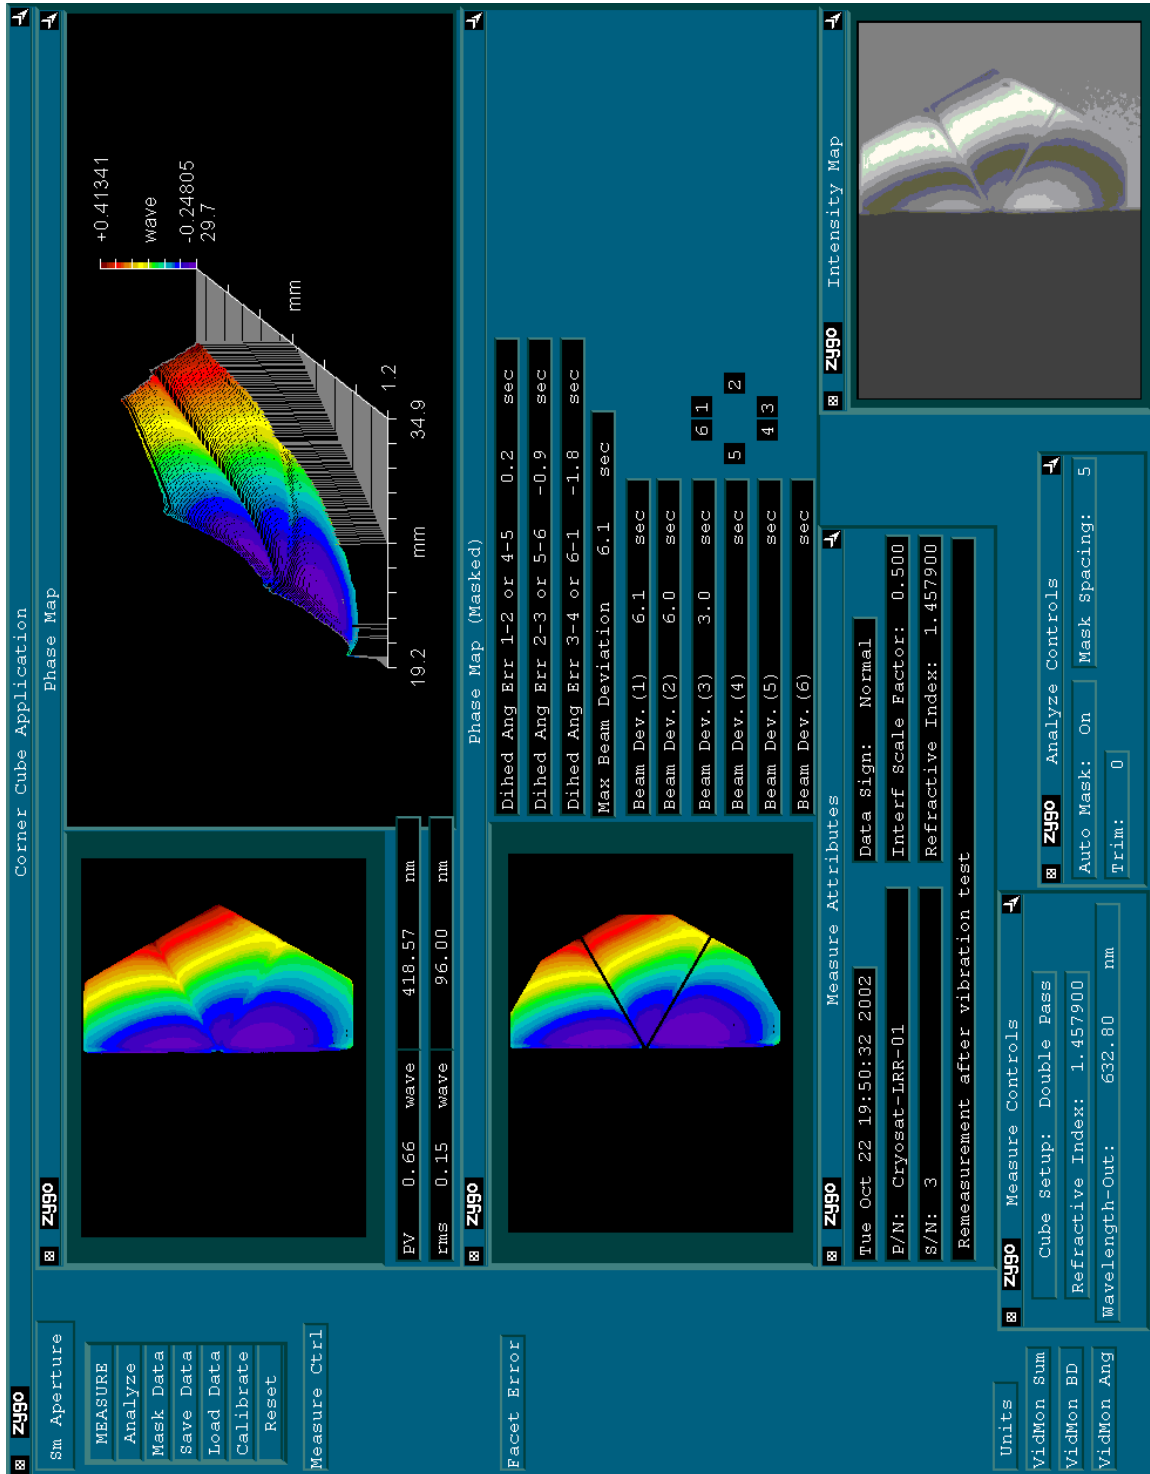 zygo Corner Cube Application
Sm Aperture
MEASURE
Analyze
Mask Data
Save Data
Load Data
Calibrate
Reset
Measure Ctrl
Facet Error
Units
VidMon Sum
VidMon BD
VidMon Ang
zygo Phase Map
PV 0.66 wave 418.57 nm
rms 0.15 wave 96.00 nm
+0.41341
wave
-0.24805
29.7
mm
1.2
34.9
mm
19.2
zygo Phase Map (Masked)
Dihed Ang Err 1-2 or 4-5 0.2 sec
Dihed Ang Err 2-3 or 5-6 -0.9 sec
Dihed Ang Err 3-4 or 6-1 -1.8 sec
Max Beam Deviation 6.1 sec
Beam Dev.(1) 6.1 sec
Beam Dev.(2) 6.0 sec
Beam Dev.(3) 3.0 sec
Beam Dev.(4) sec
Beam Dev.(5) sec
Beam Dev.(6) sec
6 1
5 2
4 3
zygo Measure Attributes
Tue Oct 22 19:50:32 2002
Data Sign: Normal
P/N: Cryosat-LRR-01
Interf Scale Factor: 0.500
S/N: 3
Refractive Index: 1.457900
Remeasurement after vibration test
zygo Intensity Map
zygo Measure Controls
Cube Setup: Double Pass
Refractive Index: 1.457900
Wavelength-Out: 632.80 nm
zygo Analyze Controls
Auto Mask: On
Mask Spacing: 5
Trim: 0